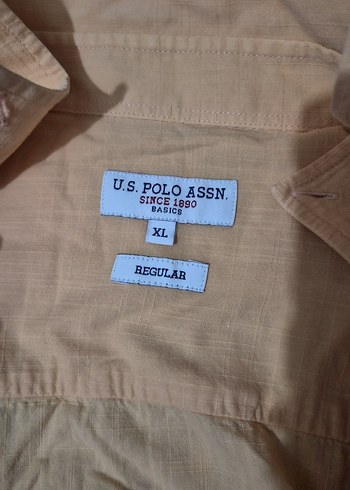 U.S. POLO ASSN.
SINCE 1890
BASICS
XL
REGULAR